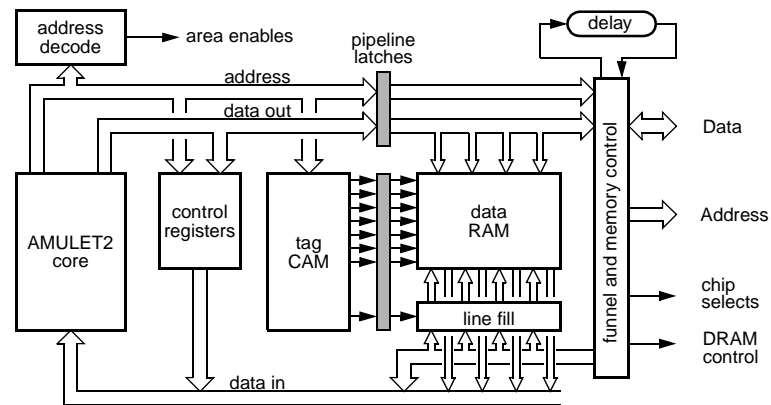 address
decode
area enables
pipeline
latches
delay
address
data out
Data
AMULET2
core
control
registers
tag
CAM
data
RAM
funnel and memory control
Address
line fill
chip
selects
DRAM
control
data in